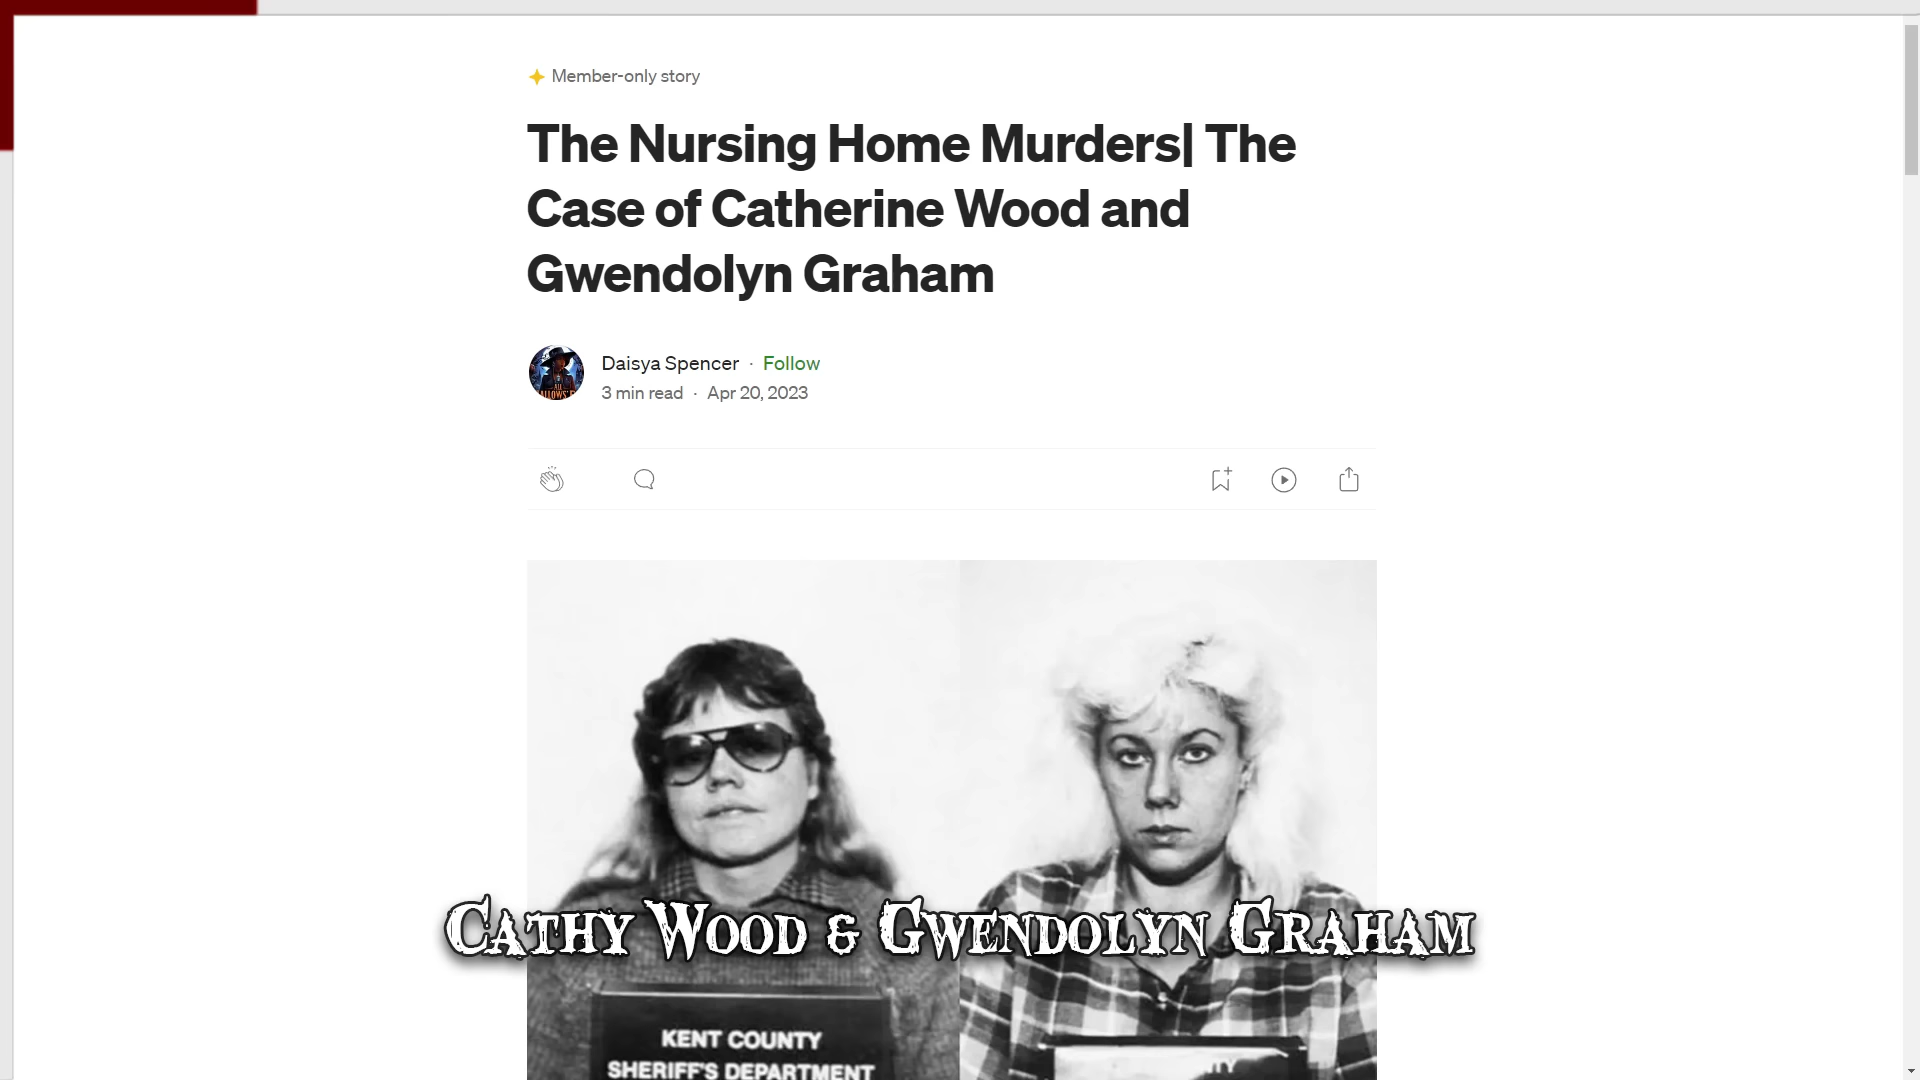 Member-only story
The Nursing Home Murders| The
Case of Catherine Wood and
Gwendolyn Graham
Daisya Spencer · Follow
3 min read · Apr 20, 2023
Cathy Wood & Gwendolyn Graham
KENT COUNTY
SHERIFF'S DEPARTMENT